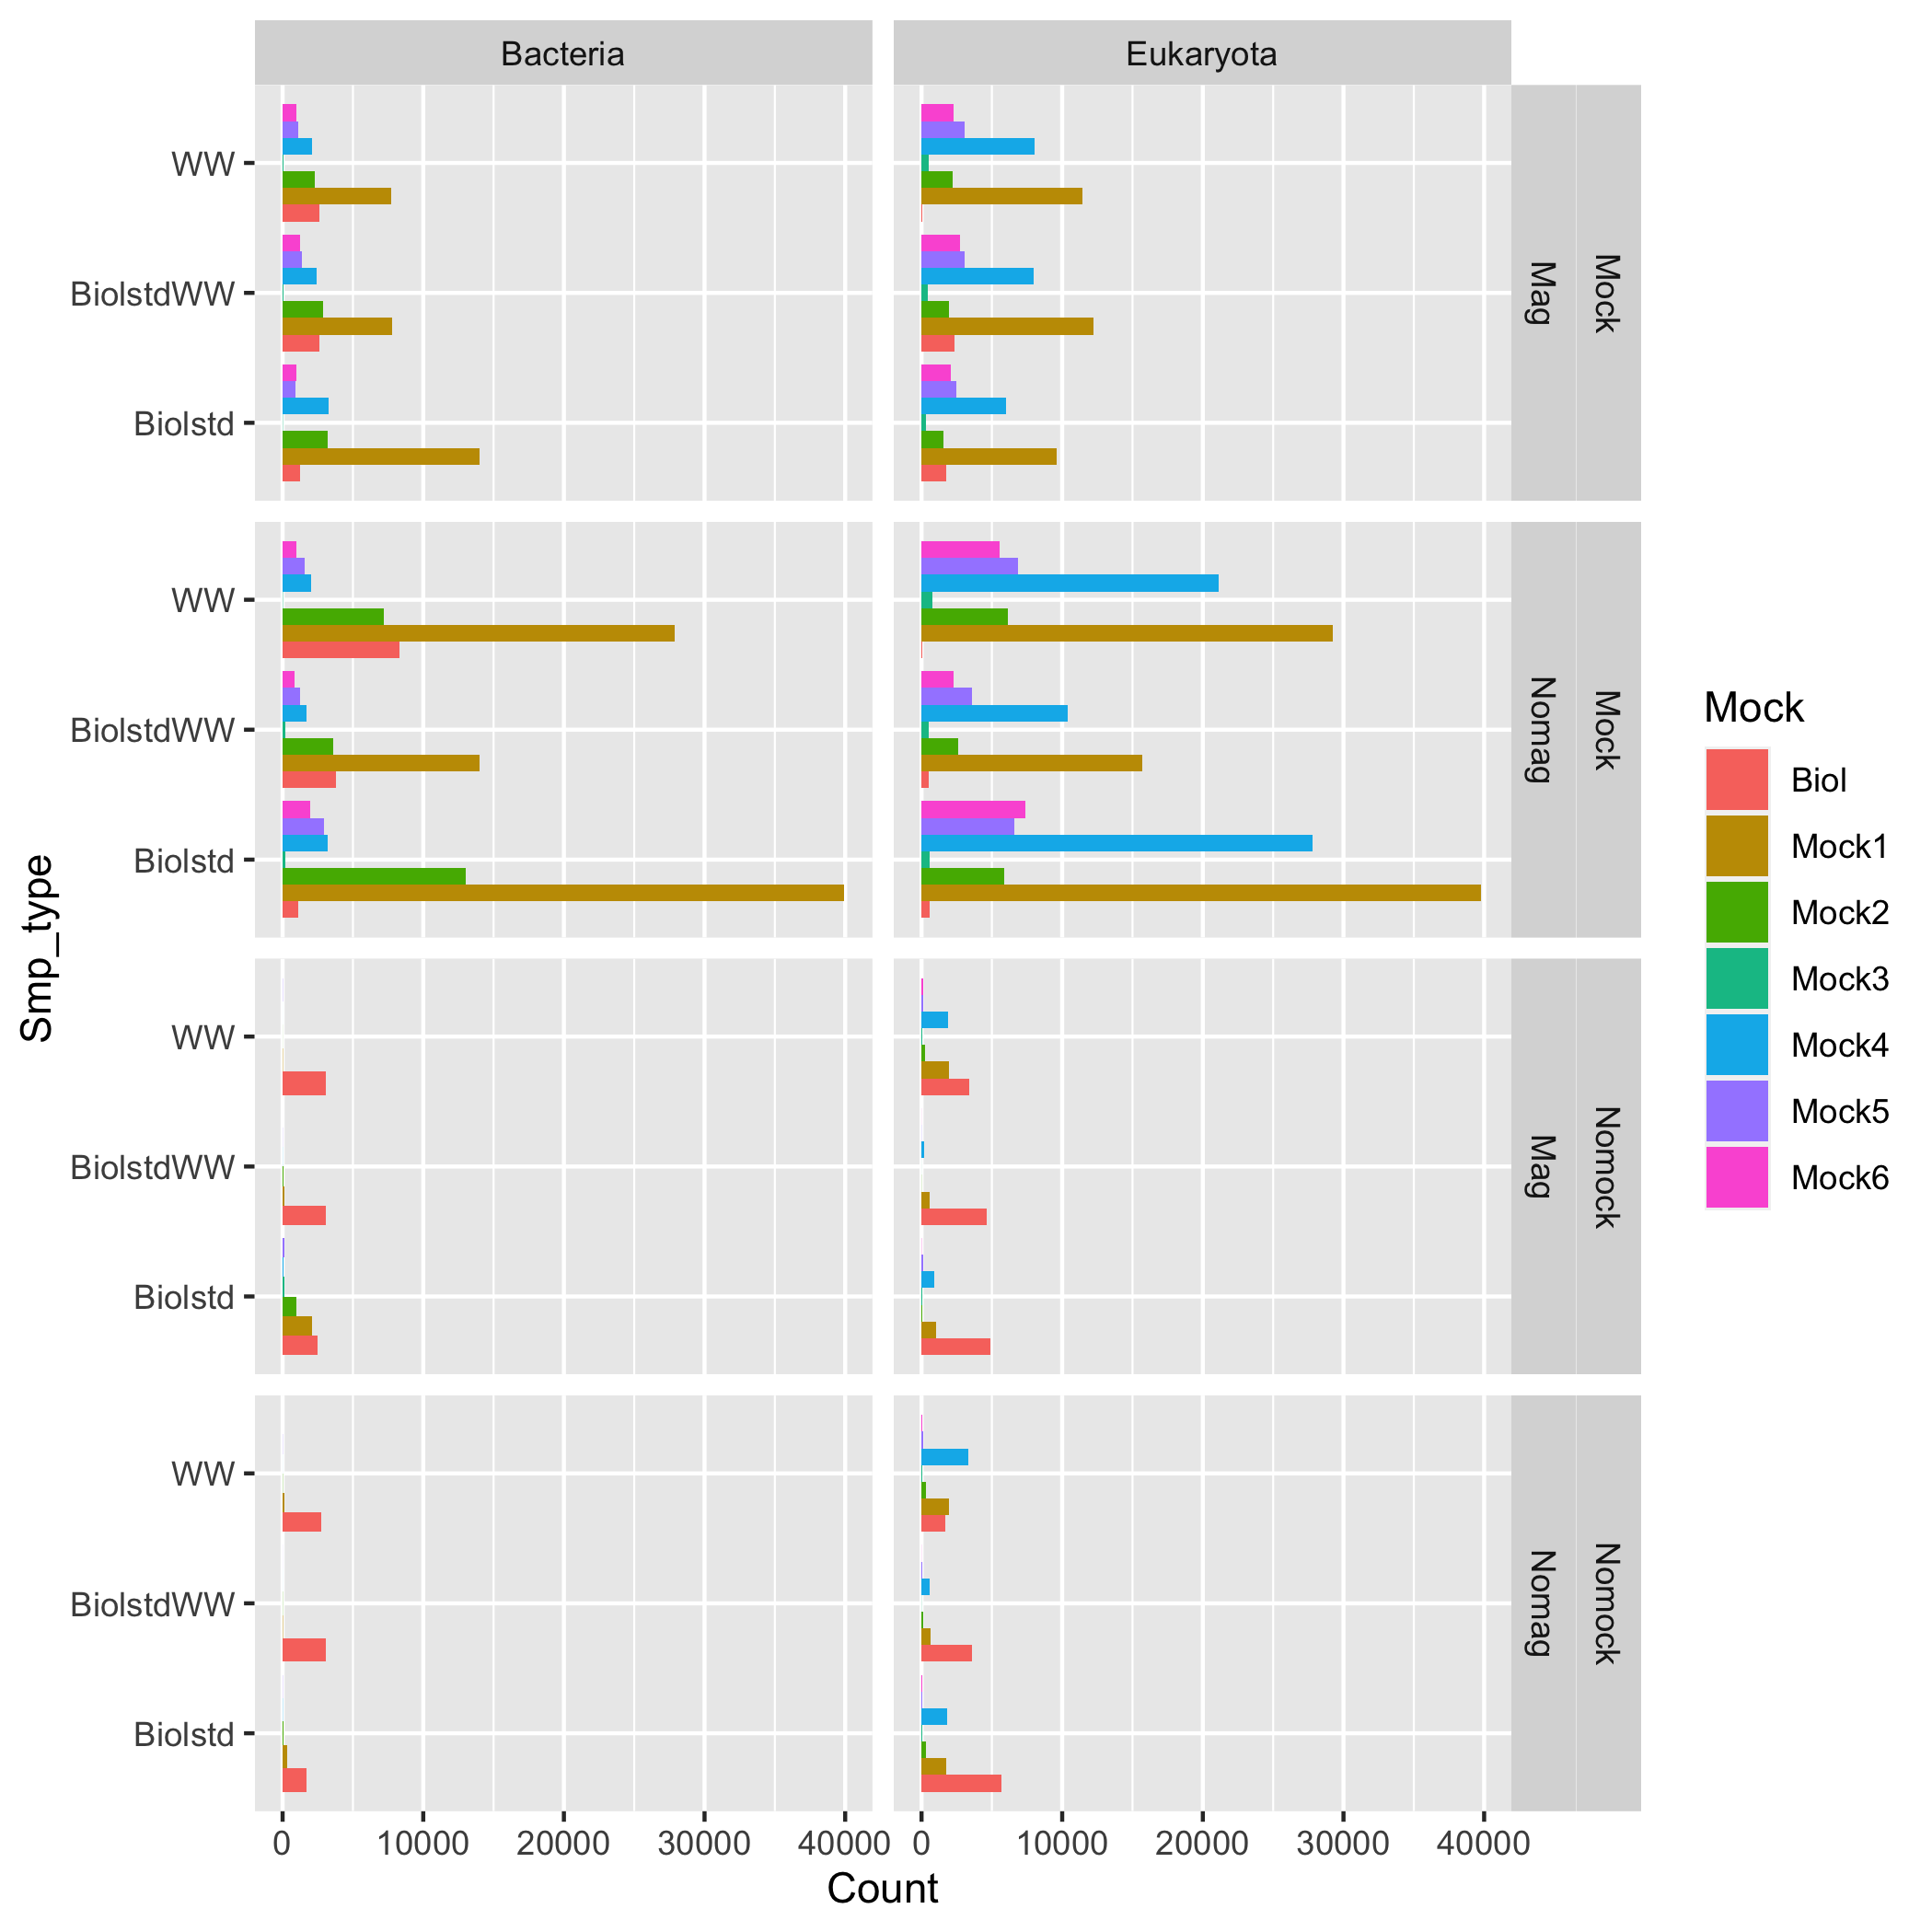 Bacteria Eukaryota
WW
BiolstdWW
Biolstd
Mag
Mock
WW
BiolstdWW
Biolstd
Nomag
Mock
WW
BiolstdWW
Biolstd
Mag
Nomock
WW
BiolstdWW
Biolstd
Nomag
Nomock
Smp_type
0 10000 20000 30000 40000 0 10000 20000 30000 40000
Count
Mock
Biol
Mock1
Mock2
Mock3
Mock4
Mock5
Mock6